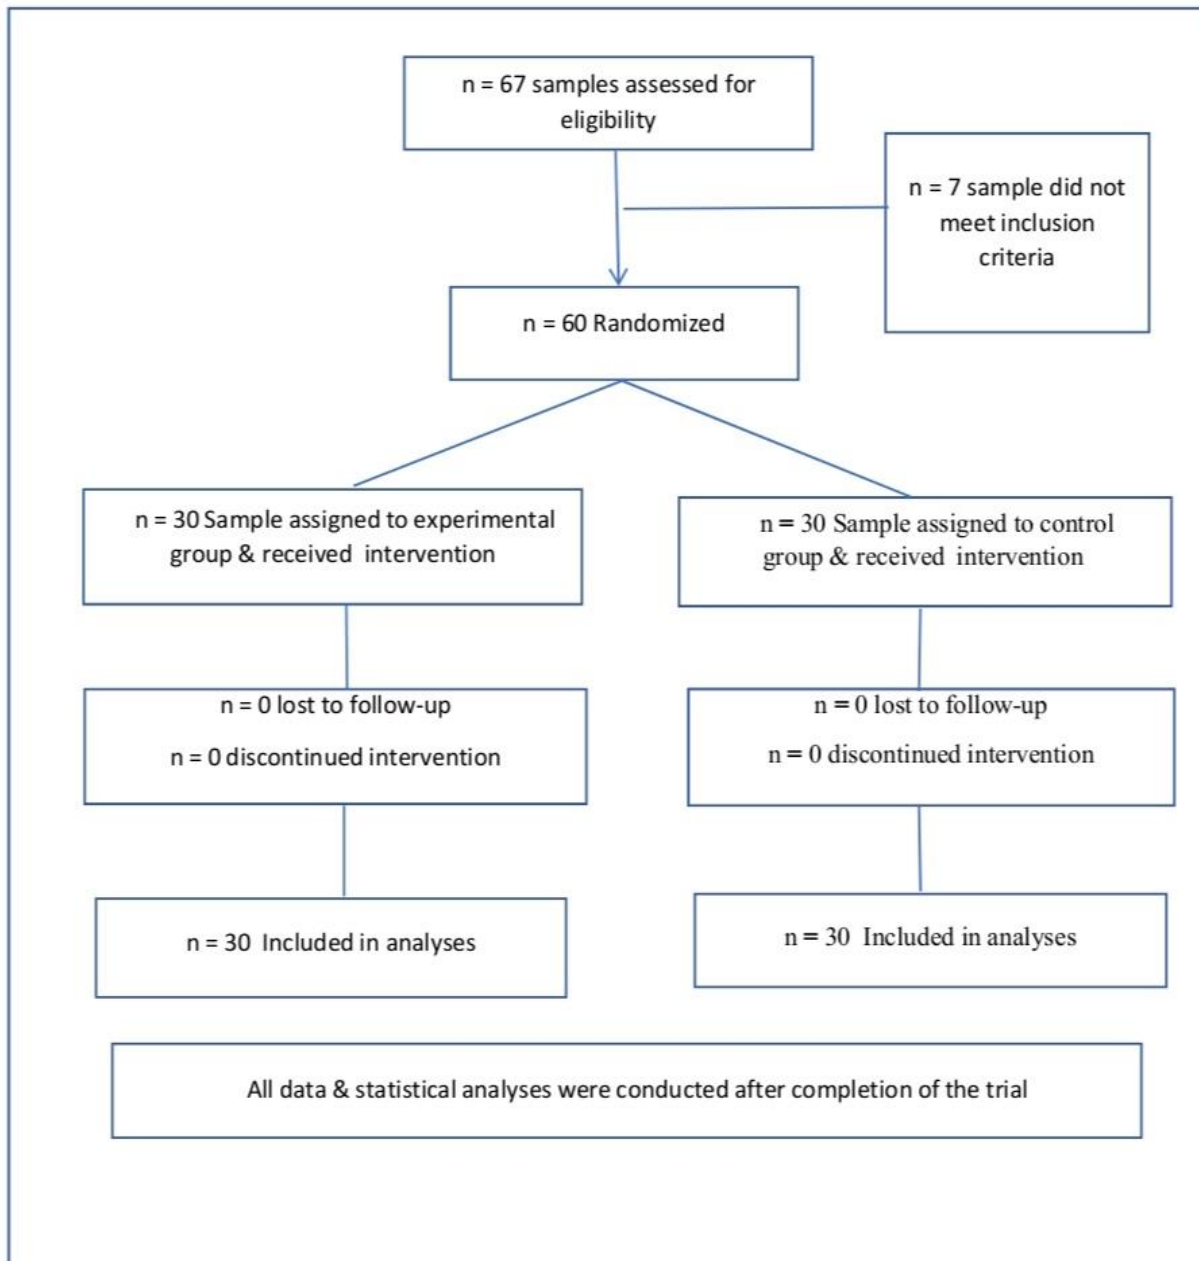 n = 67 samples assessed for
eligibility
n = 7 sample did not
meet inclusion
criteria
n = 60 Randomized
n = 30 Sample assigned to experimental
group & received intervention
n = 30 Sample assigned to control
group & received intervention
n = 0 lost to follow-up
n = 0 discontinued intervention
n = 0 lost to follow-up
n = 0 discontinued intervention
n = 30 Included in analyses
n = 30 Included in analyses
All data & statistical analyses were conducted after completion of the trial